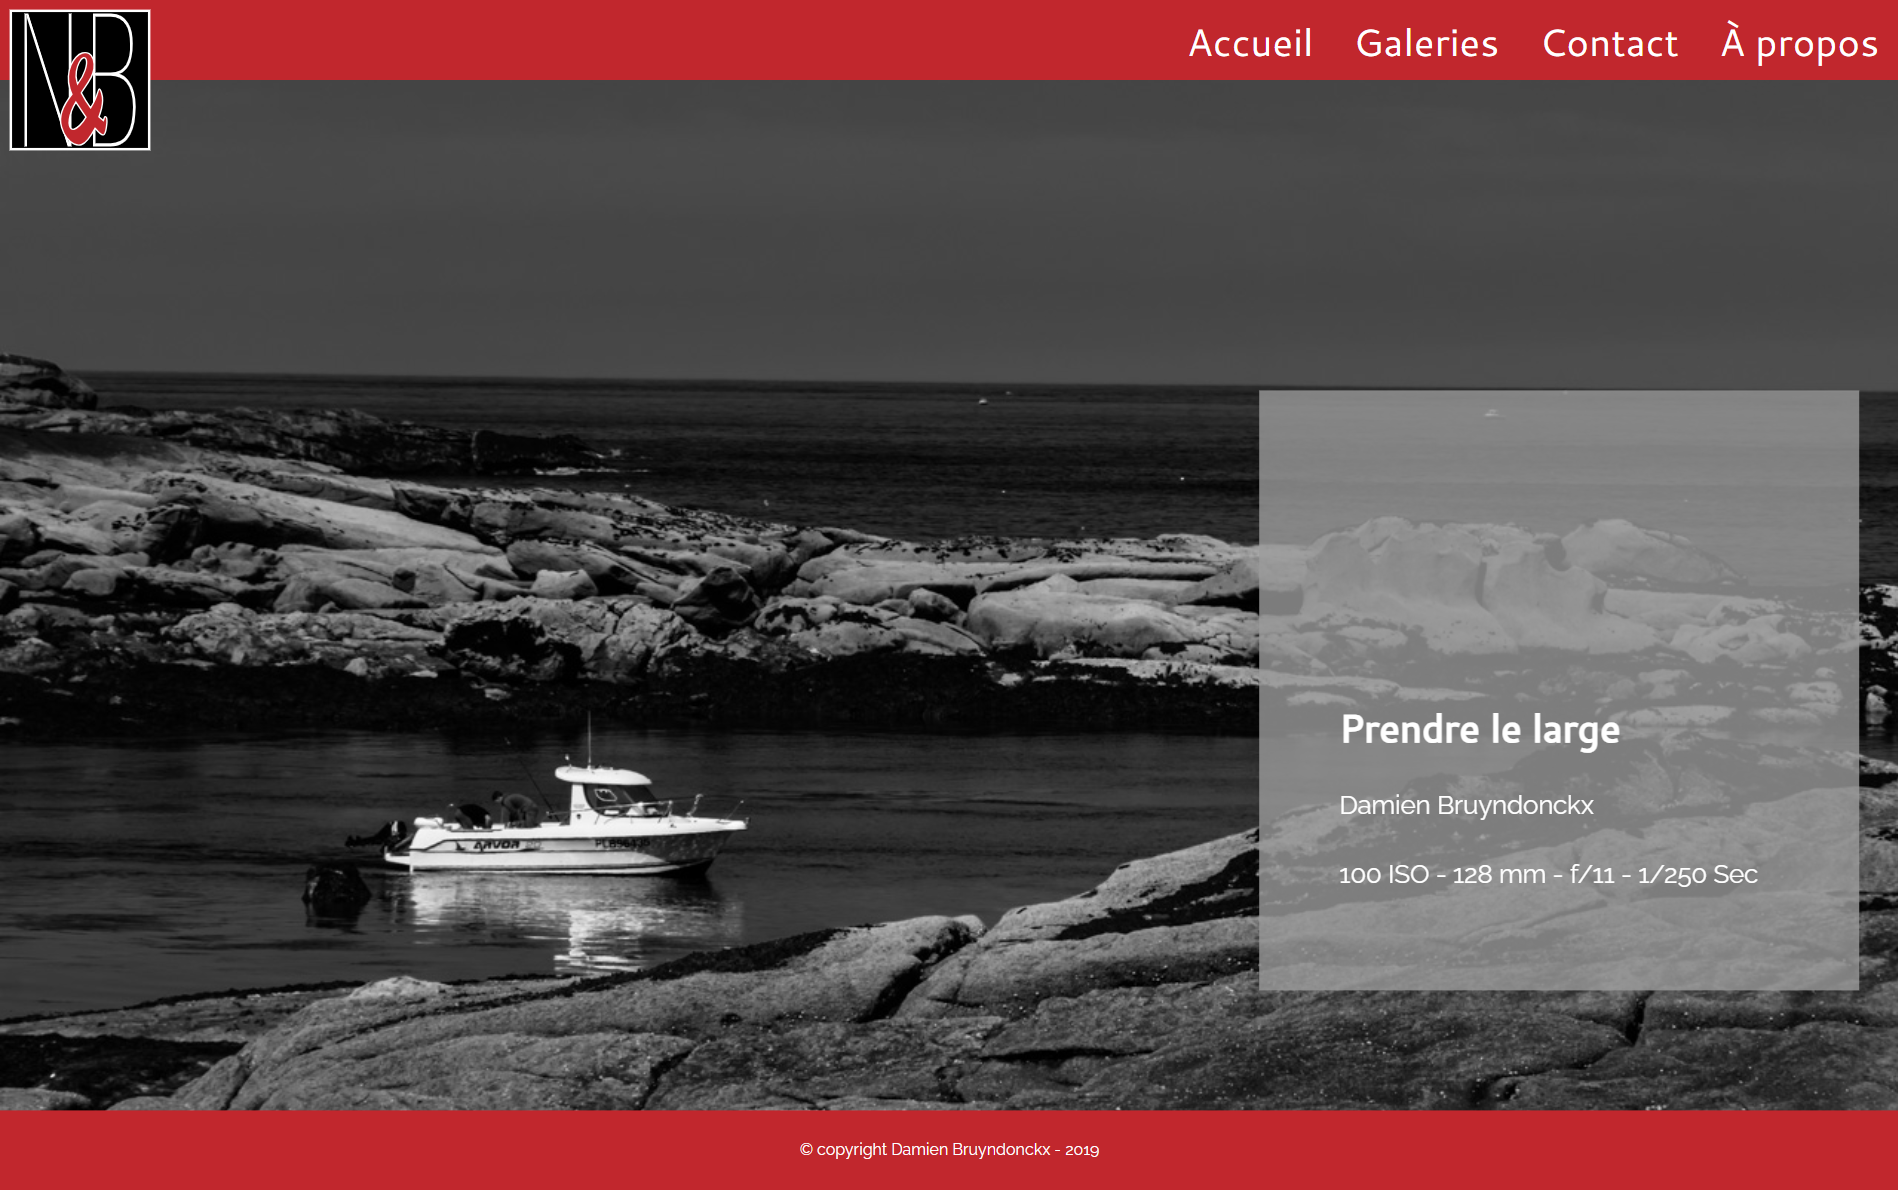 N&B
Accueil Galeries Contact À propos
ARVOR
Prendre le large
Damien Bruyndonckx
100 ISO - 128 mm - f/11 - 1/250 Sec
© copyright Damien Bruyndonckx - 2019